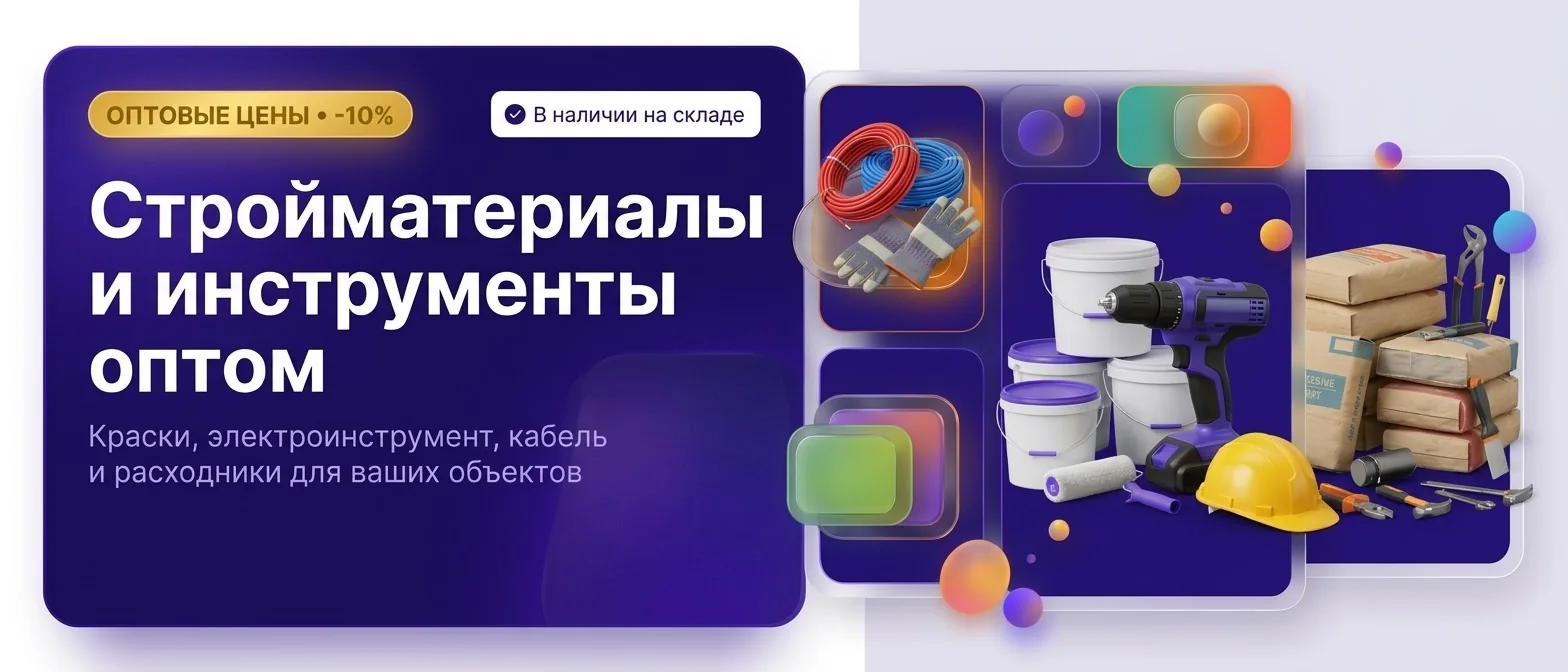 ОПТОВЫЕ ЦЕНЫ • -10%
В наличии на складе
Стройматериалы
и инструменты
оптом
Краски, электроинструмент, кабель
и расходники для ваших объектов